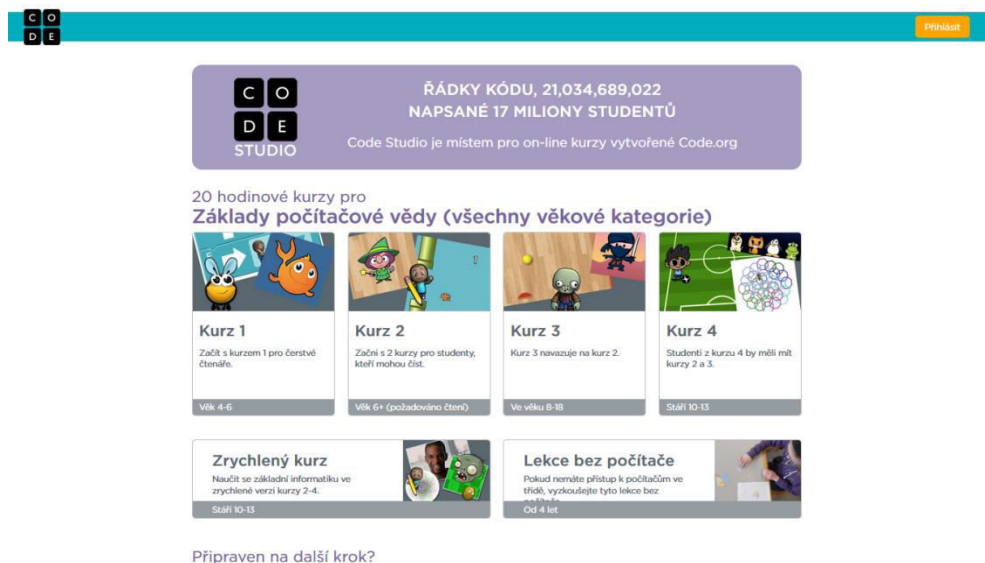 C O
D E
Přihlásit
C O
D E
STUDIO
ŘÁDKY KÓDU, 21,034,689,022
NAPSANÉ 17 MILIONY STUDENTŮ
Code Studio je místem pro on-line kurzy vytvořené Code.org
20 hodinové kurzy pro
Základy počítačové vědy (všechny věkové kategorie)
1
Kurz 1
Začít s kurzem 1 pro čerstvé
čtenáře.
Věk 4-6
Kurz 2
Začni s 2 kurzy pro studenty,
kteří mohou číst.
Věk 6+ (požadováno čtení)
Kurz 3
Kurz 3 navazuje na kurz 2.
Ve věku 8-18
Kurz 4
Studenti z kurzu 4 by měli mít
kurzy 2 a 3.
Stáří 10-13
Zrychlený kurz
Naučit se základní informatiku ve
zrychlené verzi kurzy 2-4.
Stáří 10-13
Lekce bez počítače
Pokud nemáte přístup k počítačům ve
třídě, vyzkoušejte tyto lekce bez
Od 4 let
Připraven na další krok?